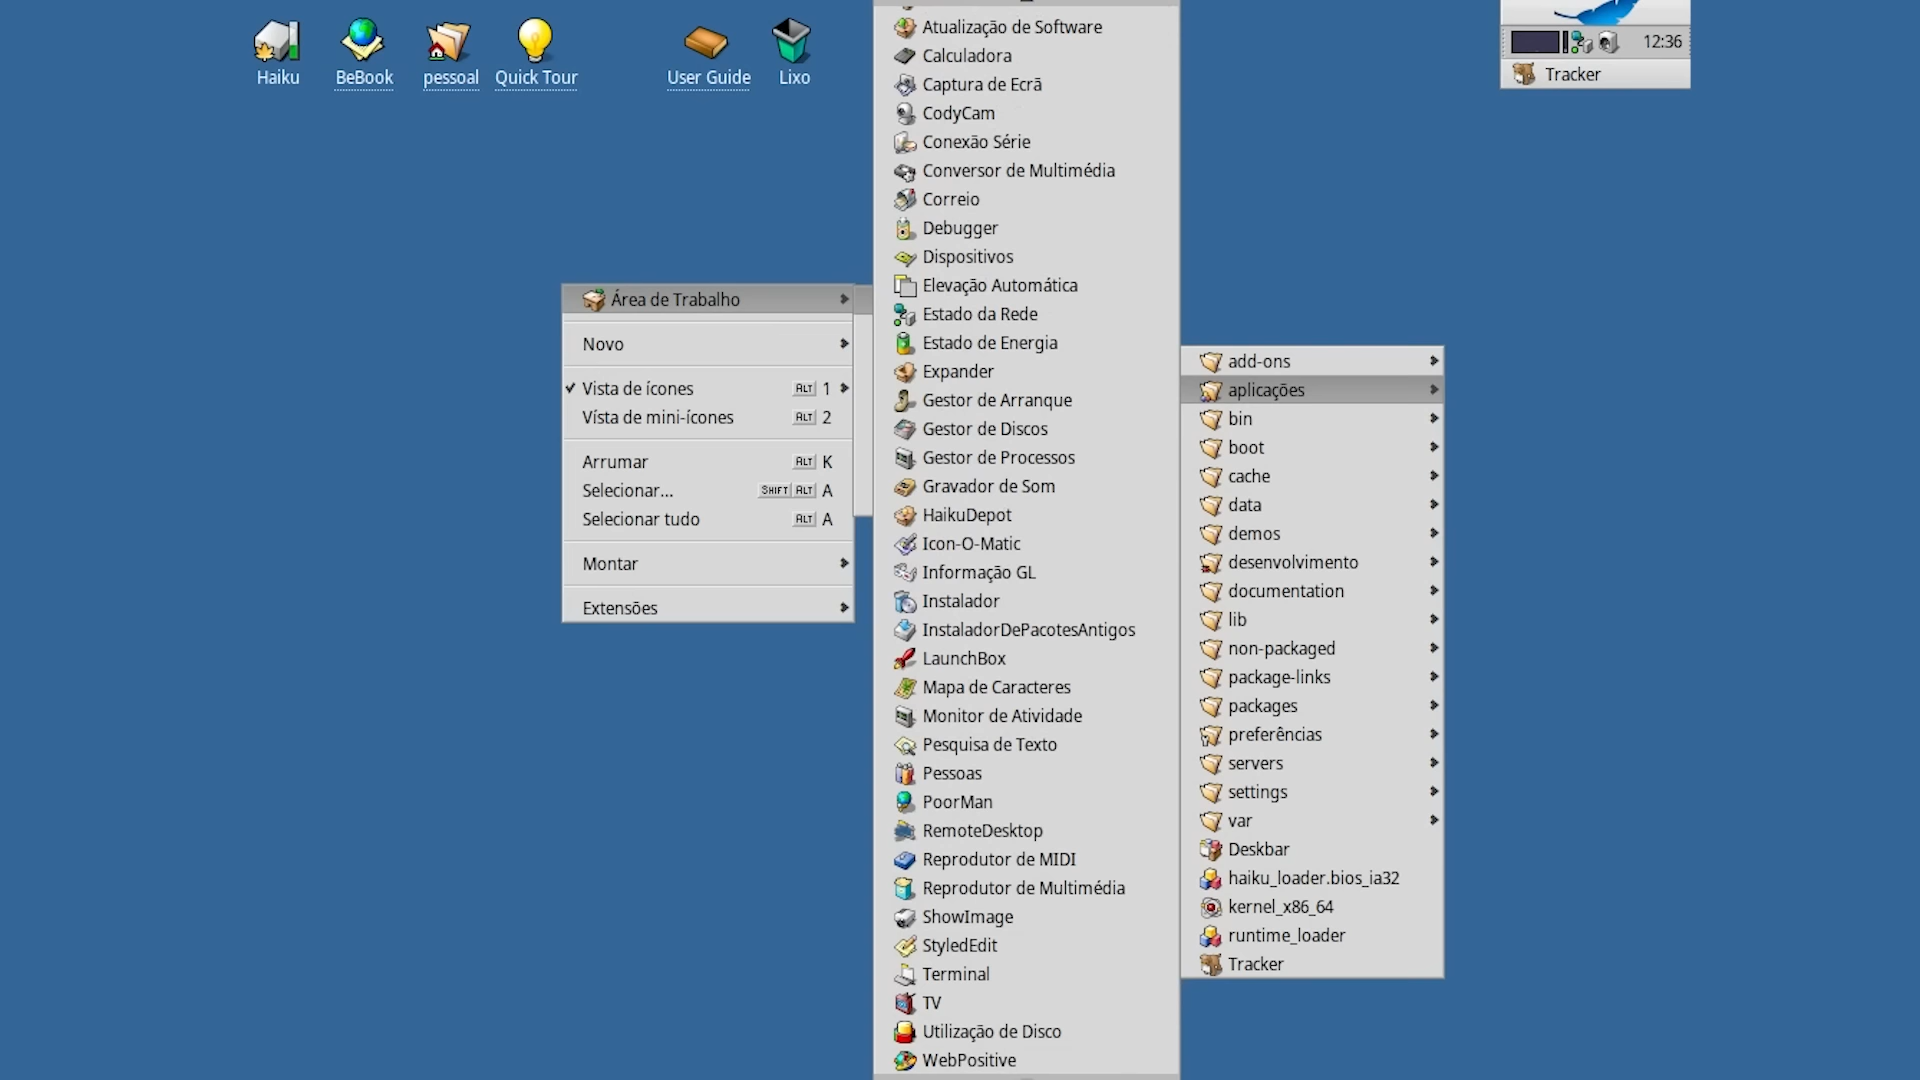 Haiku
BeBook
pessoal
Quick Tour
User Guide
Lixo
12:36
Tracker
Área de Trabalho
Novo
Vista de ícones ALT 1
Vísta de mini-ícones ALT 2
Arrumar ALT K
Selecionar... SHIFT ALT A
Selecionar tudo ALT A
Montar
Extensões
Atualização de Software
Calculadora
Captura de Ecrã
CodyCam
Conexão Série
Conversor de Multimédia
Correio
Debugger
Dispositivos
Elevação Automática
Estado da Rede
Estado de Energia
Expander
Gestor de Arranque
Gestor de Discos
Gestor de Processos
Gravador de Som
HaikuDepot
Icon-O-Matic
Informação GL
Instalador
InstaladorDePacotesAntigos
LaunchBox
Mapa de Caracteres
Monitor de Atividade
Pesquisa de Texto
Pessoas
PoorMan
RemoteDesktop
Reprodutor de MIDI
Reprodutor de Multimédia
ShowImage
StyledEdit
Terminal
TV
Utilização de Disco
WebPositive
add-ons
aplicações
bin
boot
cache
data
demos
desenvolvimento
documentation
lib
non-packaged
package-links
packages
preferências
servers
settings
var
Deskbar
haiku_loader.bios_ia32
kernel_x86_64
runtime_loader
Tracker